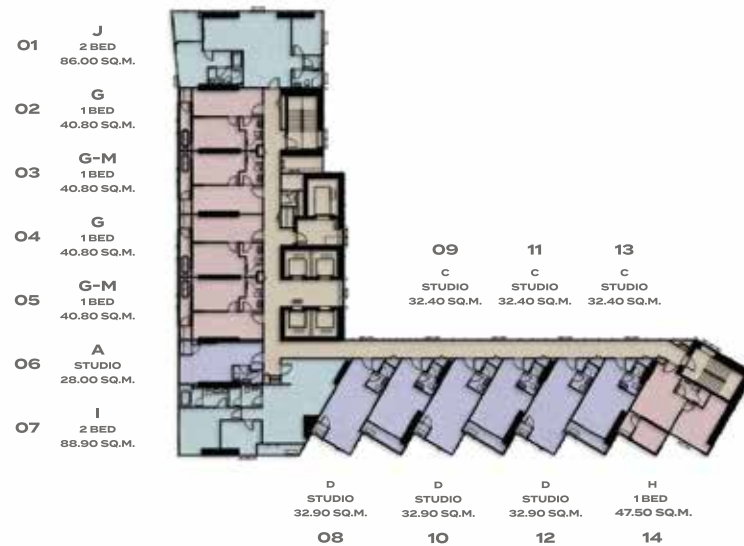 01
J
2 BED
86.00 SQ.M.
02
G
1 BED
40.80 SQ.M.
03
G-M
1 BED
40.80 SQ.M.
04
G
1 BED
40.80 SQ.M.
05
G-M
1 BED
40.80 SQ.M.
06
A
STUDIO
28.00 SQ.M.
07
I
2 BED
88.90 SQ.M.
09
C
STUDIO
32.40 SQ.M.
11
C
STUDIO
32.40 SQ.M.
13
C
STUDIO
32.40 SQ.M.
D
STUDIO
32.90 SQ.M.
08
D
STUDIO
32.90 SQ.M.
10
D
STUDIO
32.90 SQ.M.
12
H
1 BED
47.50 SQ.M.
14